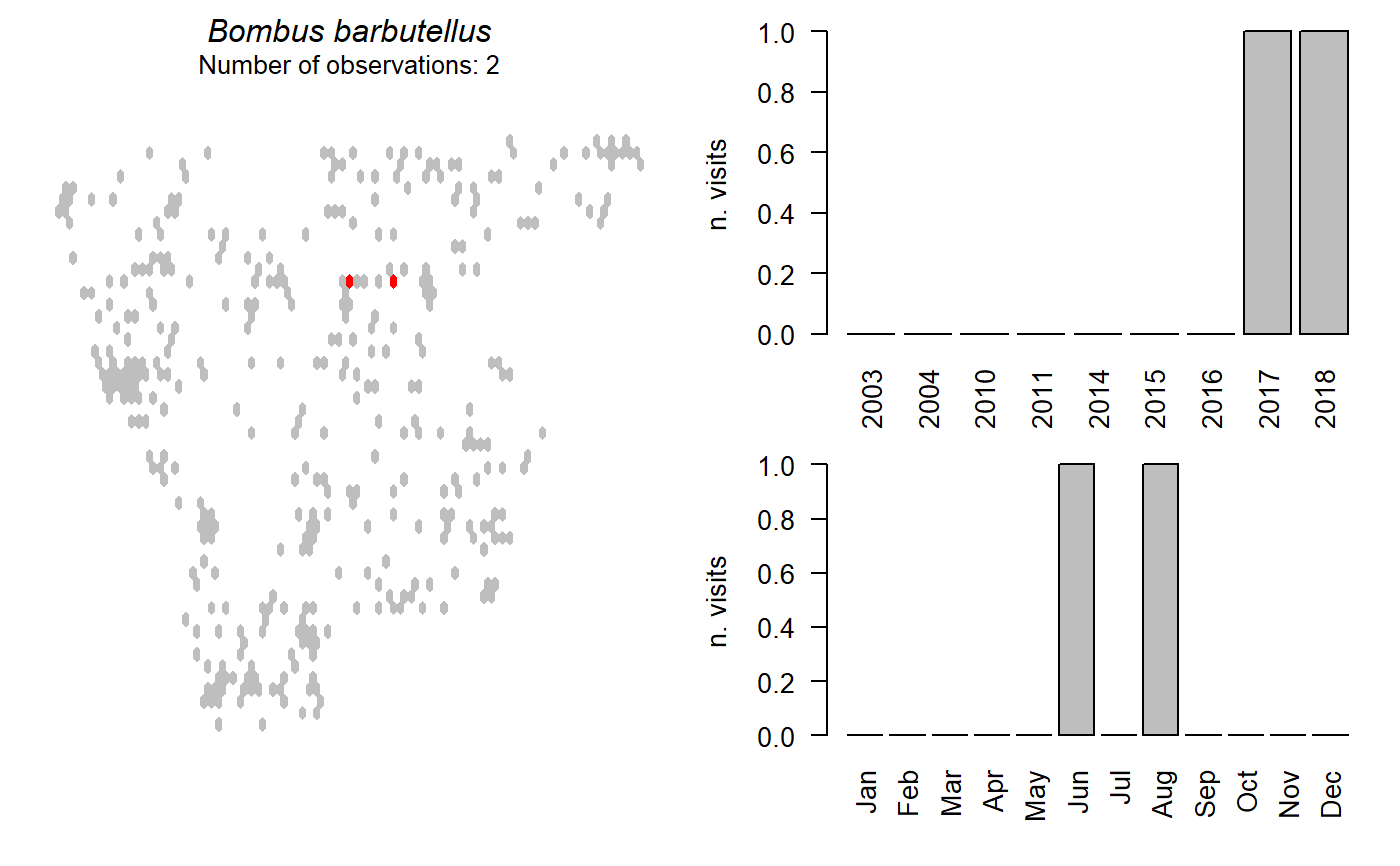 Bombus barbutellus
Number of observations: 2
n. visits
1.0
0.8
0.6
0.4
0.2
0.0
2003
2004
2010
2011
2014
2015
2016
2017
2018
n. visits
1.0
0.8
0.6
0.4
0.2
0.0
Jan
Feb
Mar
Apr
May
Jun
Jul
Aug
Sep
Oct
Nov
Dec